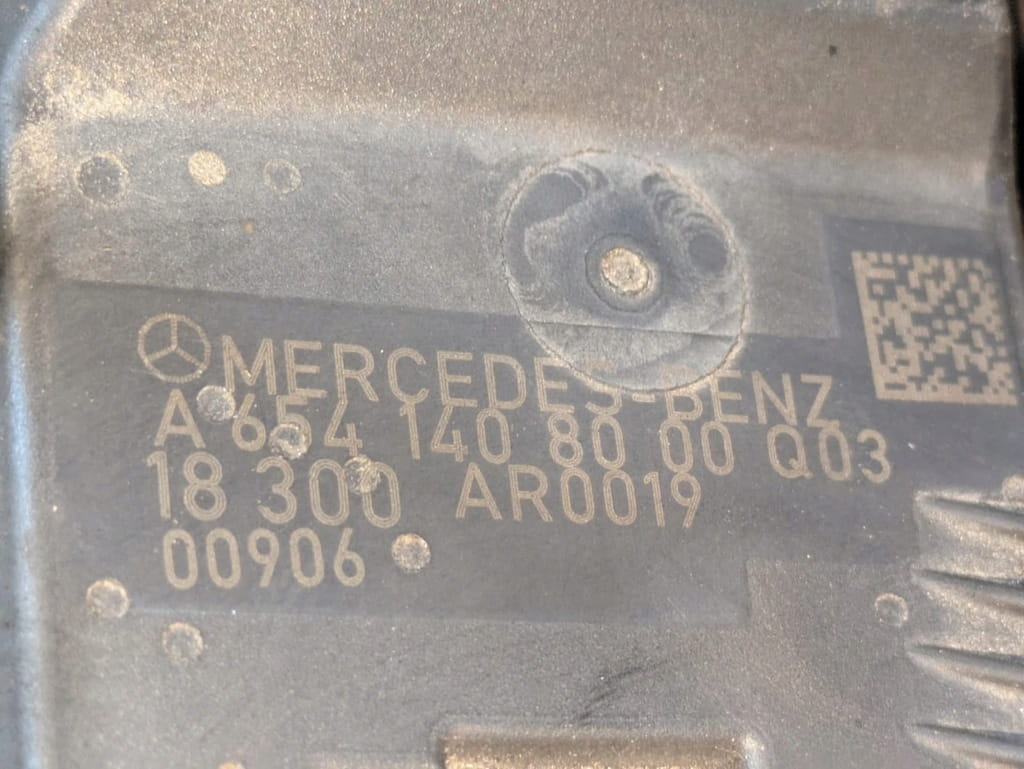 MERCEDES-BENZ
A 654 140 80 00 Q03
18 300 AR0019
00906